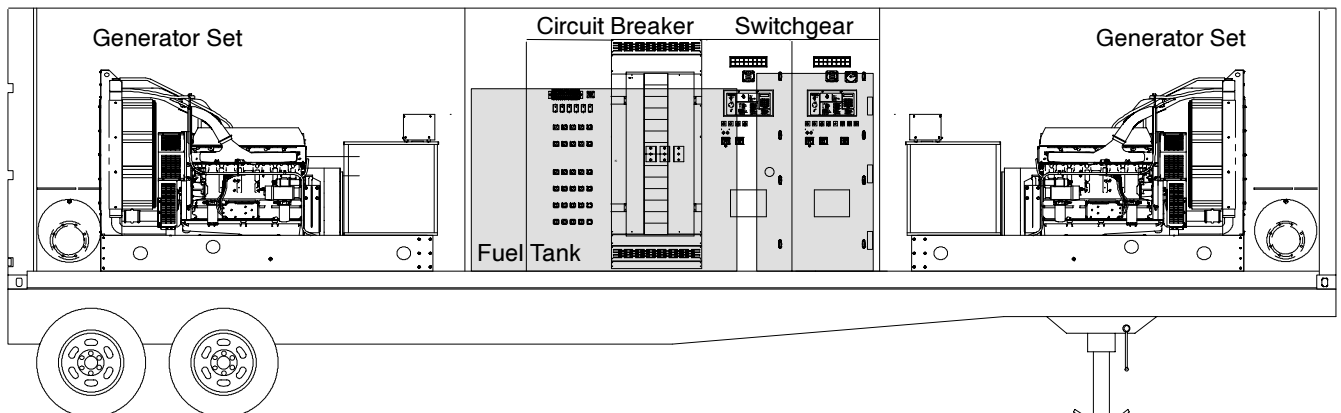 Circuit Breaker
Switchgear
Generator Set
Generator Set
Fuel Tank